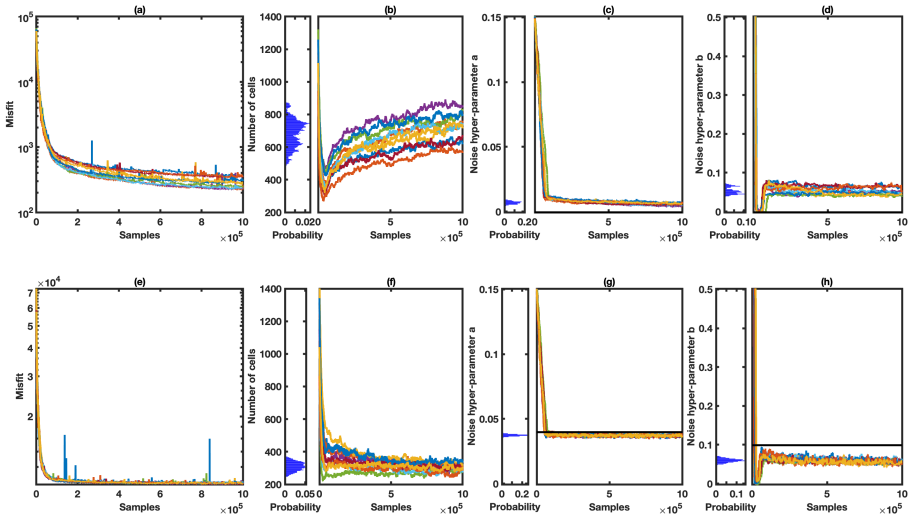 (a)
(b)
(c)
(d)
10^5
10^4
10^3
10^2
Misfit
0 2 4 6 8 10
Samples
×10^5
1400
1200
1000
800
600
400
200
Number of cells
0 0.2
Probability
0 5 10
Samples
×10^5
0.15
0.1
0.05
0
Noise hyper-parameter a
0 0.2
Probability
0 5 10
Samples
×10^5
0.5
0.4
0.3
0.2
0.1
0
Noise hyper-parameter b
0 0.1
Probability
0 5 10
Samples
×10^5
(e)
(f)
(g)
(h)
×10^4
7
6
5
4
3
2
1
Misfit
0 2 4 6 8 10
Samples
×10^5
1400
1200
1000
800
600
400
200
Number of cells
0 0.05
Probability
0 5 10
Samples
×10^5
0.15
0.1
0.05
0
Noise hyper-parameter a
0 0.2
Probability
0 5 10
Samples
×10^5
0.5
0.4
0.3
0.2
0.1
0
Noise hyper-parameter b
0 0.1
Probability
0 5 10
Samples
×10^5